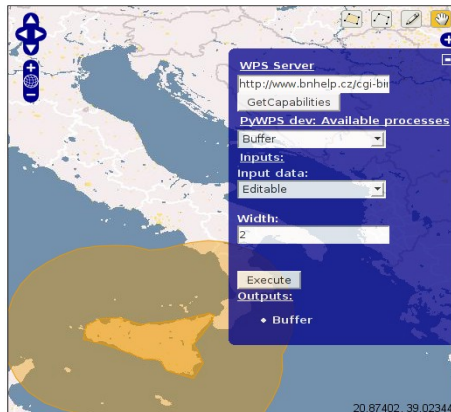 WPS Server
http://www.bnhelp.cz/cgi-bin
GetCapabilities
PyWPS dev: Available processes
Buffer
Inputs:
Input data:
Editable
Width:
2
Execute
Outputs:
Buffer
20.87402, 39.02344